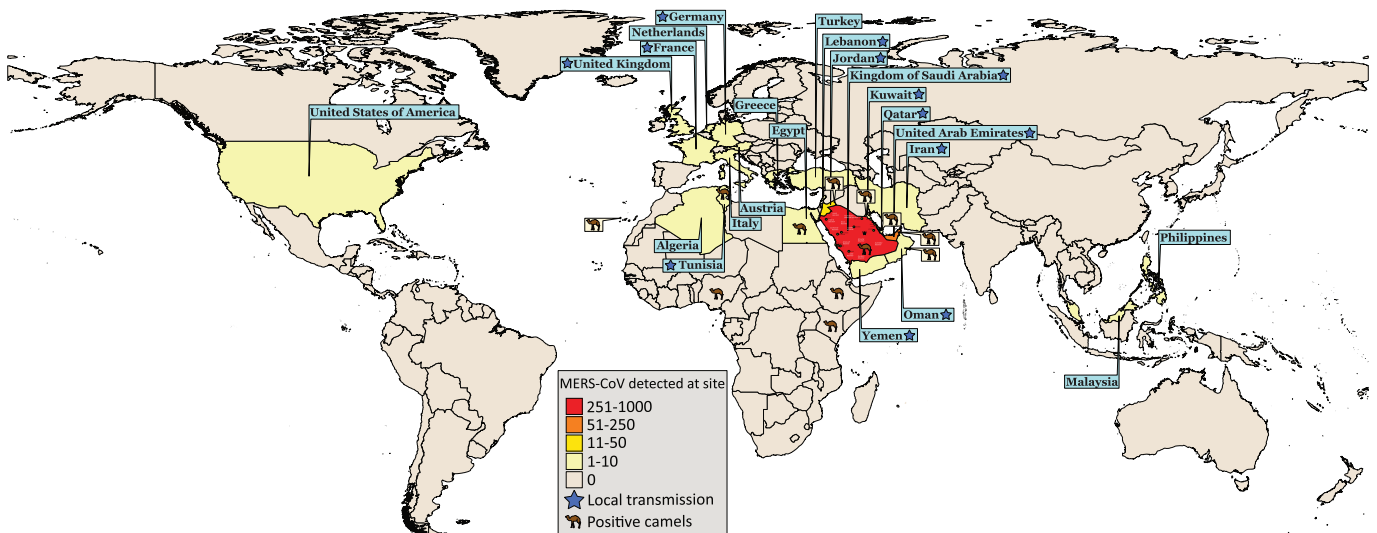 Germany
Netherlands
France
United Kingdom
Turkey
Lebanon
Jordan
Kingdom of Saudi Arabia
Kuwait
Qatar
United Arab Emirates
Iran
Greece
Egypt
United States of America
Austria
Italy
Algeria
Tunisia
Philippines
Oman
Yemen
Malaysia
MERS-CoV detected at site
251-1000
51-250
11-50
1-10
0
Local transmission
Positive camels